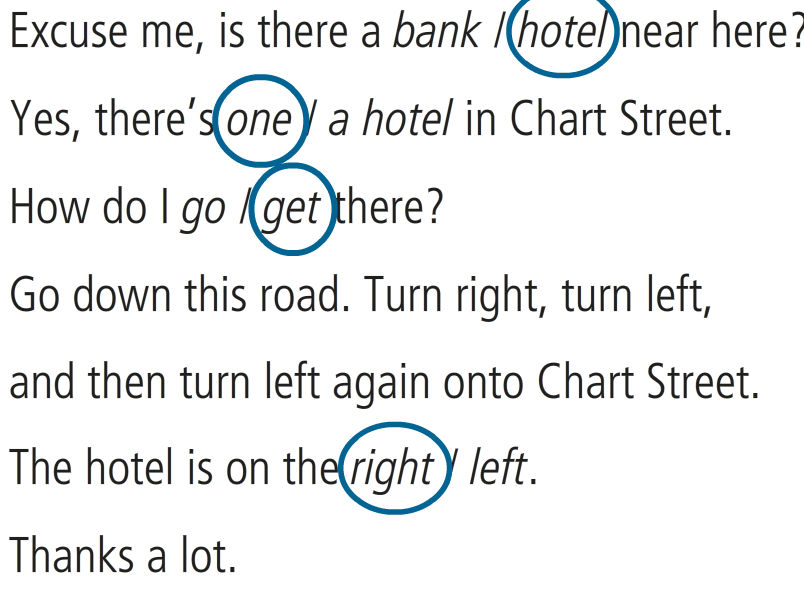 Excuse me, is there a bank / hotel near here?
Yes, there’s one / a hotel in Chart Street.
How do I go / get there?
Go down this road. Turn right, turn left,
and then turn left again onto Chart Street.
The hotel is on the right / left.
Thanks a lot.